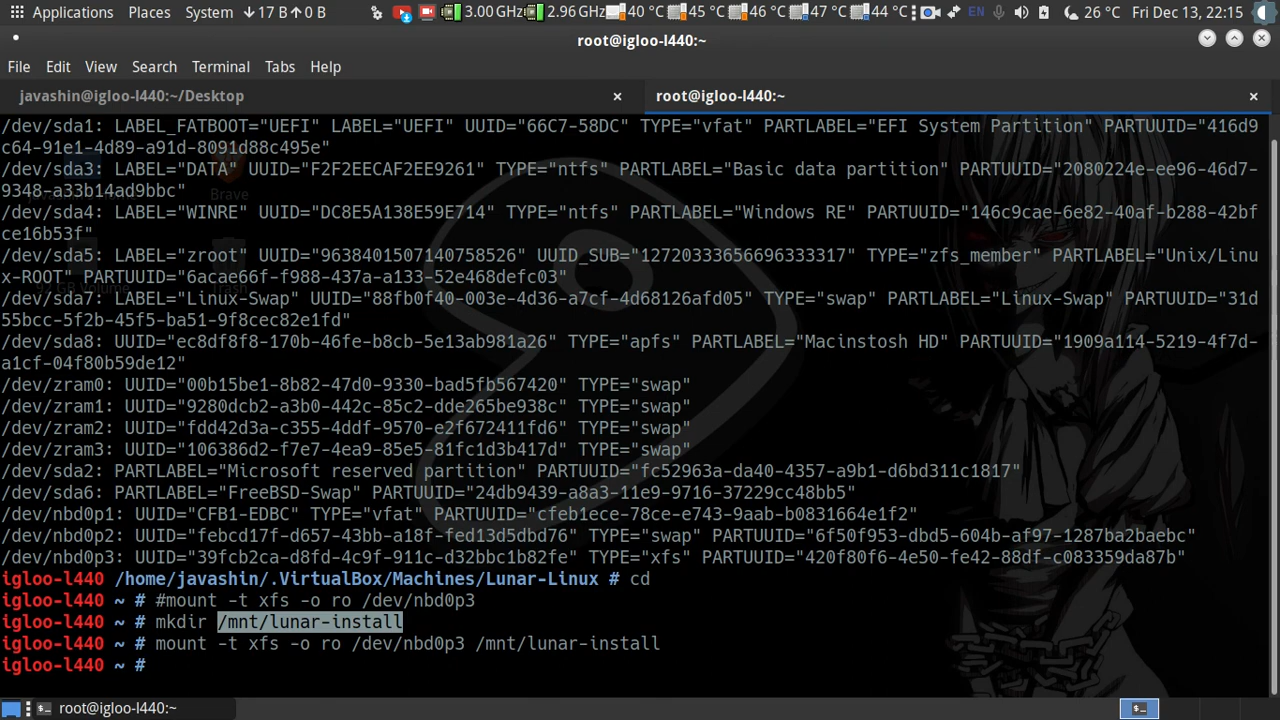 Applications Places System 17 B 0 B 3.00 GHz 2.96 GHz 40 °C 45 °C 46 °C 47 °C 44 °C EN 26 °C Fri Dec 13, 22:15
root@igloo-l440:~
File Edit View Search Terminal Tabs Help
javashin@igloo-l440:~/Desktop × root@igloo-l440:~ ×
/dev/sda1: LABEL_FATBOOT="UEFI" LABEL="UEFI" UUID="66C7-58DC" TYPE="vfat" PARTLABEL="EFI System Partition" PARTUUID="416d9
c64-91e1-4d89-a91d-8091d88c495e"
/dev/sda3: LABEL="DATA" UUID="F2F2EECAF2EE9261" TYPE="ntfs" PARTLABEL="Basic data partition" PARTUUID="2080224e-ee96-46d7-
9348-a33b14ad9bbc"
Brave
/dev/sda4: LABEL="WINRE" UUID="DC8E5A138E59E714" TYPE="ntfs" PARTLABEL="Windows RE" PARTUUID="146c9cae-6e82-40af-b288-42bf
ce16b53f"
/dev/sda5: LABEL="zroot" UUID="9638401507140758526" UUID_SUB="12720333656696333317" TYPE="zfs_member" PARTLABEL="Unix/Linu
x-ROOT" PARTUUID="6acae66f-f988-437a-a133-52e468defc03"
GB Volume Trash
/dev/sda7: LABEL="Linux-Swap" UUID="88fb0f40-003e-4d36-a7cf-4d68126afd05" TYPE="swap" PARTLABEL="Linux-Swap" PARTUUID="31d
55bcc-5f2b-45f5-ba51-9f8cec82e1fd"
/dev/sda8: UUID="ec8df8f8-170b-46fe-b8cb-5e13ab981a26" TYPE="apfs" PARTLABEL="Macinstosh HD" PARTUUID="1909a114-5219-4f7d-
a1cf-04f80b59de12"
/dev/zram0: UUID="00b15be1-8b82-47d0-9330-bad5fb567420" TYPE="swap"
/dev/zram1: UUID="9280dcb2-a3b0-442c-85c2-dde265be938c" TYPE="swap"
/dev/zram2: UUID="fdd42d3a-c355-4ddf-9570-e2f672411fd6" TYPE="swap"
/dev/zram3: UUID="106386d2-f7e7-4ea9-85e5-81fc1d3b417d" TYPE="swap"
/dev/sda2: PARTLABEL="Microsoft reserved partition" PARTUUID="fc52963a-da40-4357-a9b1-d6bd311c1817"
/dev/sda6: PARTLABEL="FreeBSD-Swap" PARTUUID="24db9439-a8a3-11e9-9716-37229cc48bb5"
/dev/nbd0p1: UUID="CFB1-EDBC" TYPE="vfat" PARTUUID="cfeb1ece-78ce-e743-9aab-b0831664e1f2"
/dev/nbd0p2: UUID="febcd17f-d657-43bb-a18f-fed13d5dbd76" TYPE="swap" PARTUUID="6f50f953-dbd5-604b-af97-1287ba2baebc"
/dev/nbd0p3: UUID="39fcb2ca-d8fd-4c9f-911c-d32bbc1b82fe" TYPE="xfs" PARTUUID="420f80f6-4e50-fe42-88df-c083359da87b"
igloo-l440 /home/javashin/.VirtualBox/Machines/Lunar-Linux # cd
igloo-l440 ~ # #mount -t xfs -o ro /dev/nbd0p3
igloo-l440 ~ # mkdir /mnt/lunar-install
igloo-l440 ~ # mount -t xfs -o ro /dev/nbd0p3 /mnt/lunar-install
igloo-l440 ~ #
root@igloo-l440:~